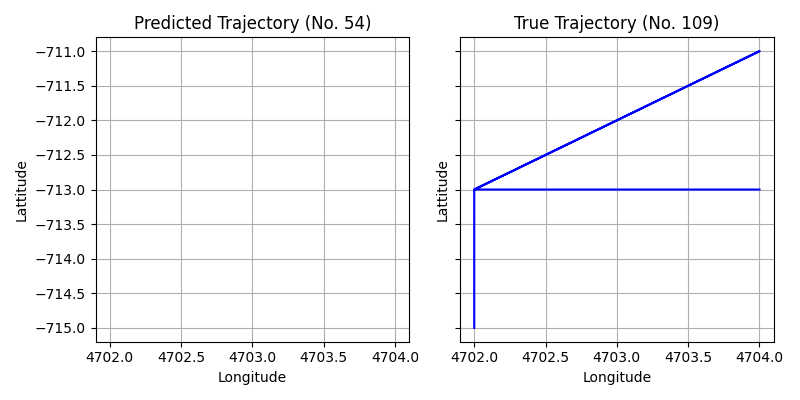 Predicted Trajectory (No. 54)
True Trajectory (No. 109)
Lattitude
−711.0
−711.5
−712.0
−712.5
−713.0
−713.5
−714.0
−714.5
−715.0
4702.0 4702.5 4703.0 4703.5 4704.0
Longitude
Lattitude
4702.0 4702.5 4703.0 4703.5 4704.0
Longitude